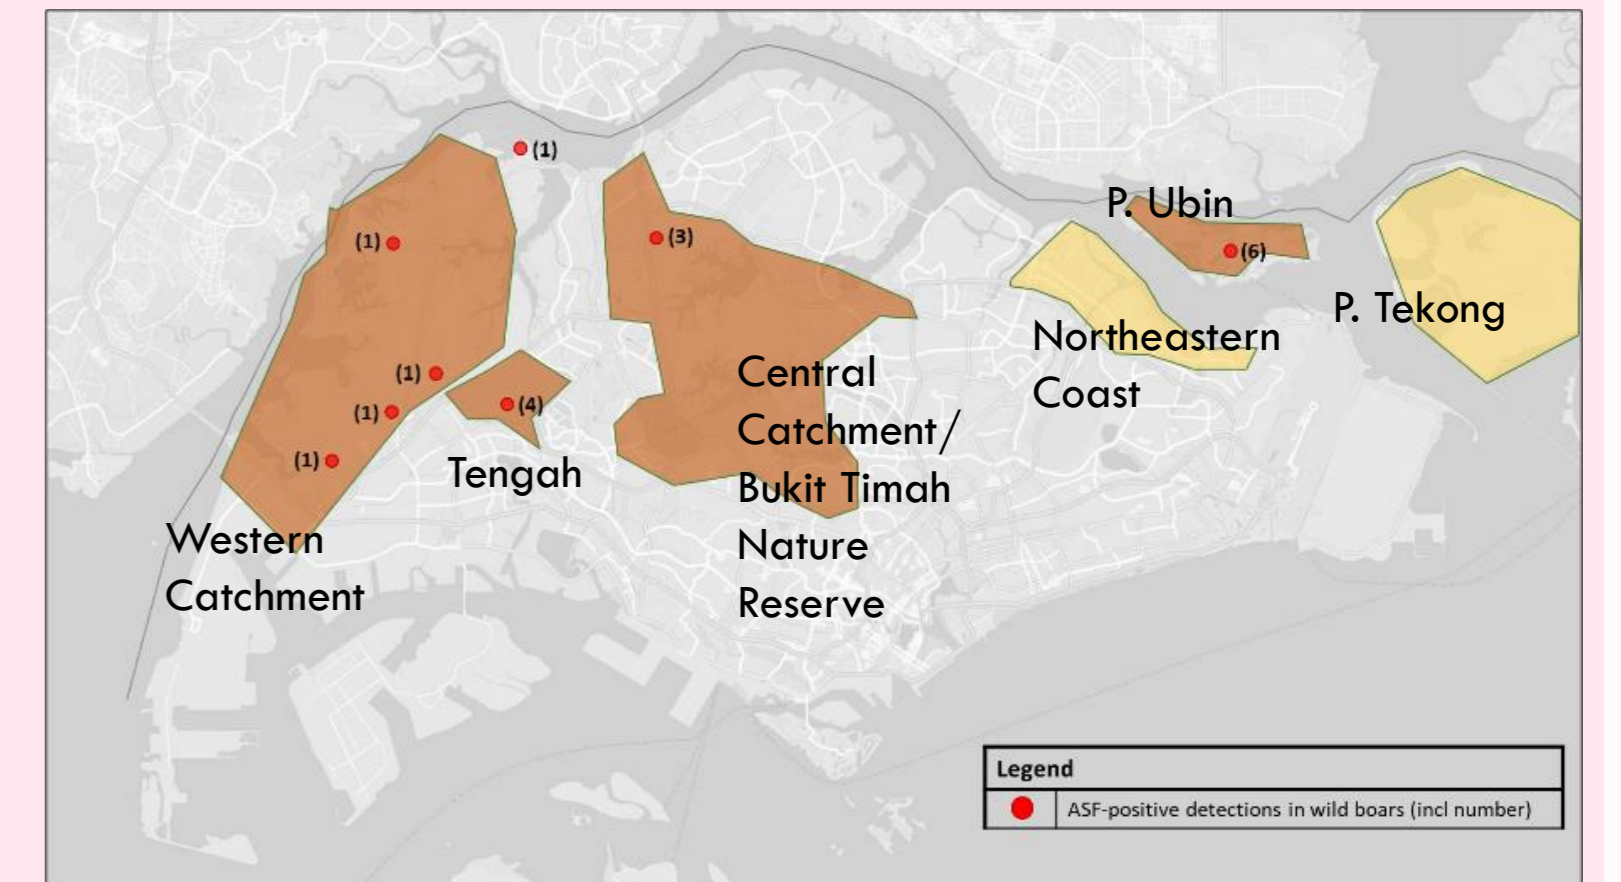 (1)
P. Ubin
(1)
(3)
(6)
P. Tekong
Northeastern
Coast
(1)
(1)
(4)
Central
Catchment/
Bukit Timah
Nature
Reserve
(1)
Tengah
Western
Catchment
Legend
ASF-positive detections in wild boars (incl number)